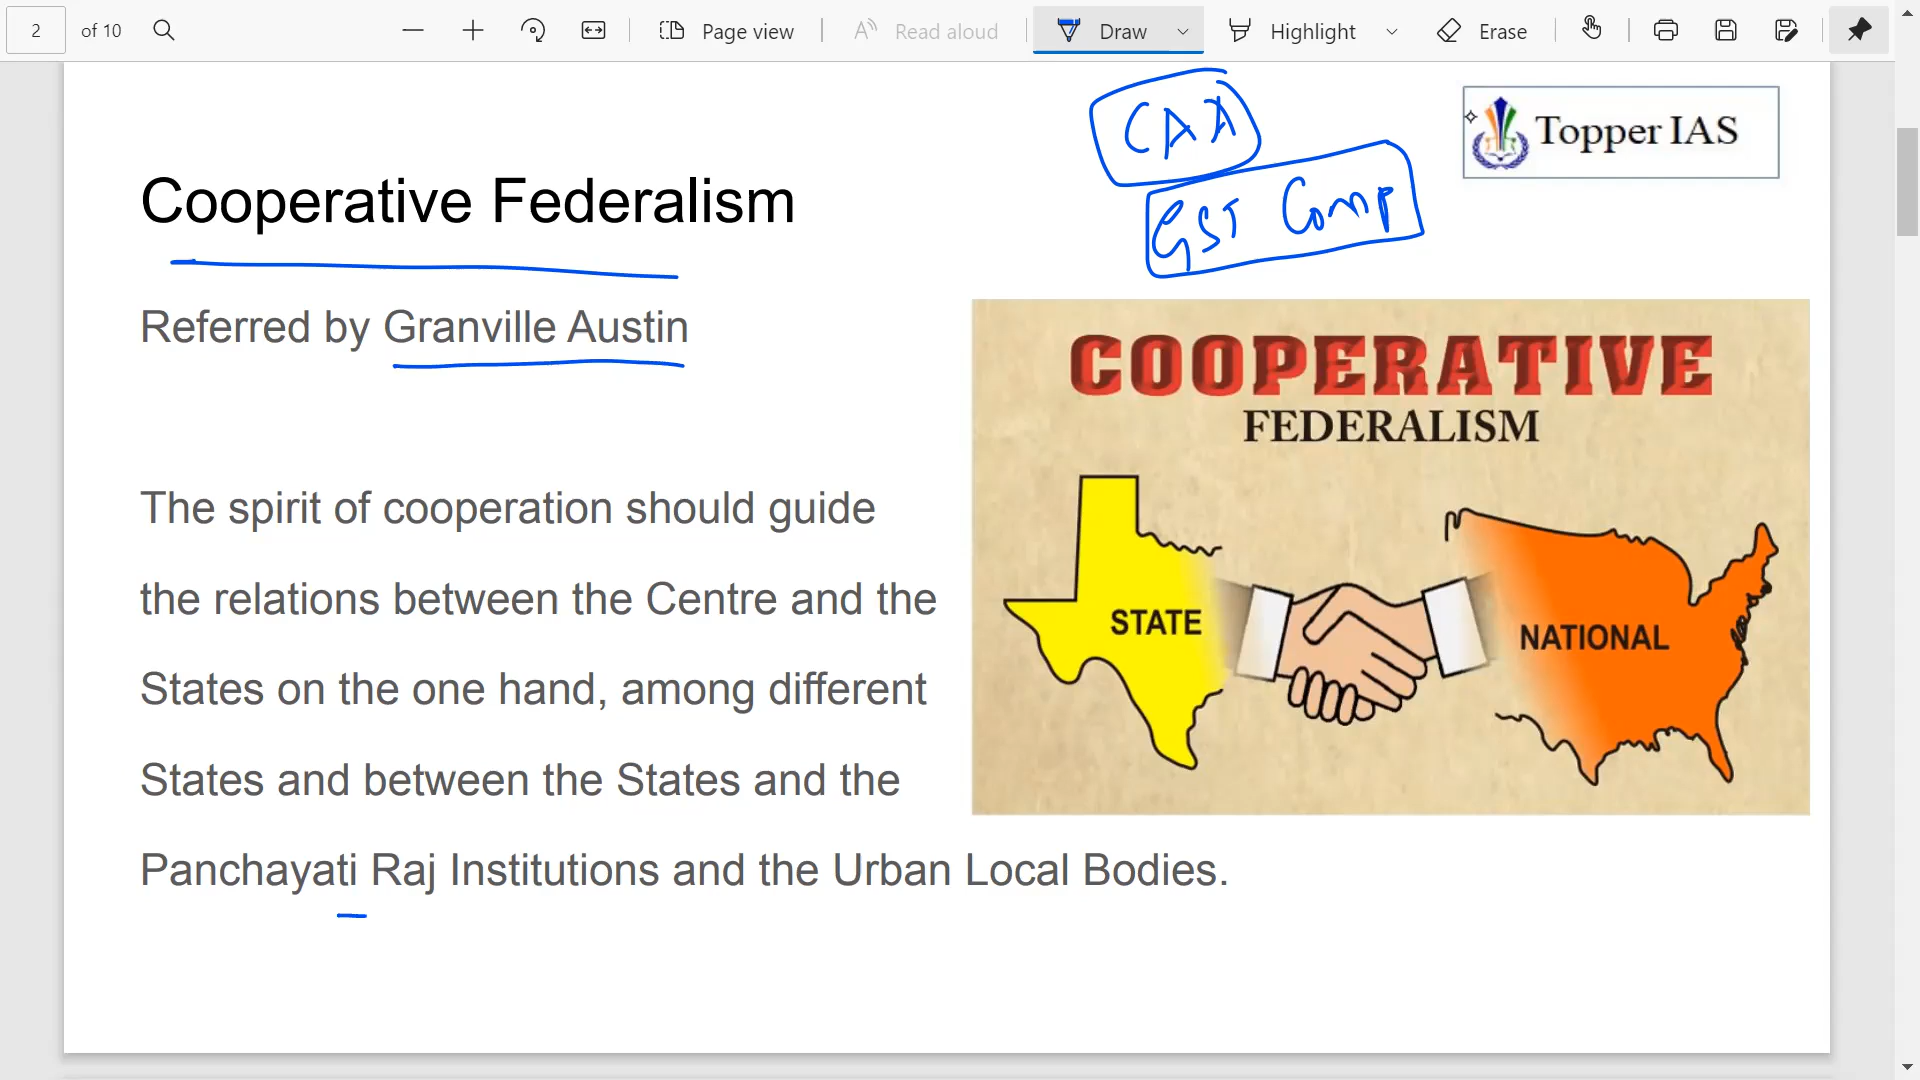 2 of 10 Page view Read aloud Draw Highlight Erase
CAA
Topper IAS
GST Comp
Cooperative Federalism
Referred by Granville Austin
The spirit of cooperation should guide
the relations between the Centre and the
States on the one hand, among different
States and between the States and the
Panchayati Raj Institutions and the Urban Local Bodies.
COOPERATIVE
FEDERALISM
STATE
NATIONAL